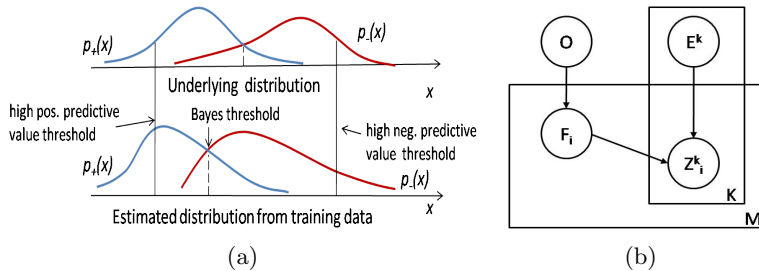 p₊(x)
p₋(x)
Underlying distribution
x
high pos. predictive
value threshold
Bayes threshold
high neg. predictive
value threshold
p₊(x)
p₋(x)
x
Estimated distribution from training data
(a)
O
Eᵏ
Fᵢ
Zᵏᵢ
K
M
(b)